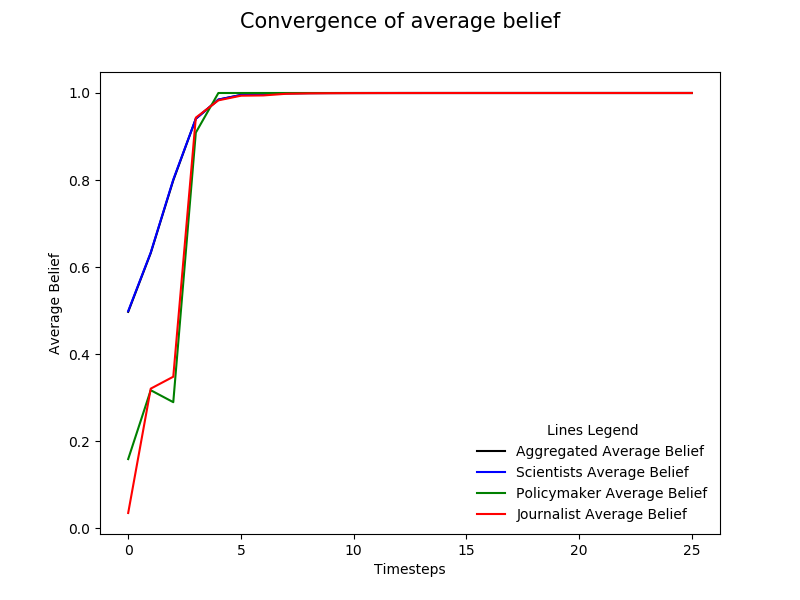 Convergence of average belief
1.0
0.8
0.6
0.4
0.2
0.0
Average Belief
Lines Legend
Aggregated Average Belief
Scientists Average Belief
Policymaker Average Belief
Journalist Average Belief
0 5 10 15 20 25
Timesteps